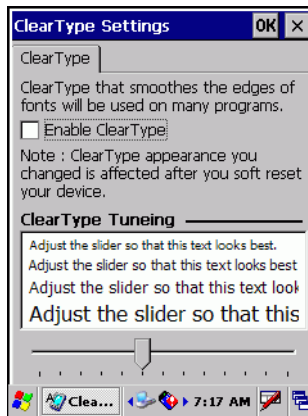 ClearType Settings OK ×
ClearType
ClearType that smoothes the edges of
fonts will be used on many programs.
Enable ClearType
Note : ClearType appearance you
changed is affected after you soft reset
your device.
ClearType Tuneing
Adjust the slider so that this text looks best.
Adjust the slider so that this text looks best
Adjust the slider so that this text look
Adjust the slider so that this
Clea... 7:17 AM